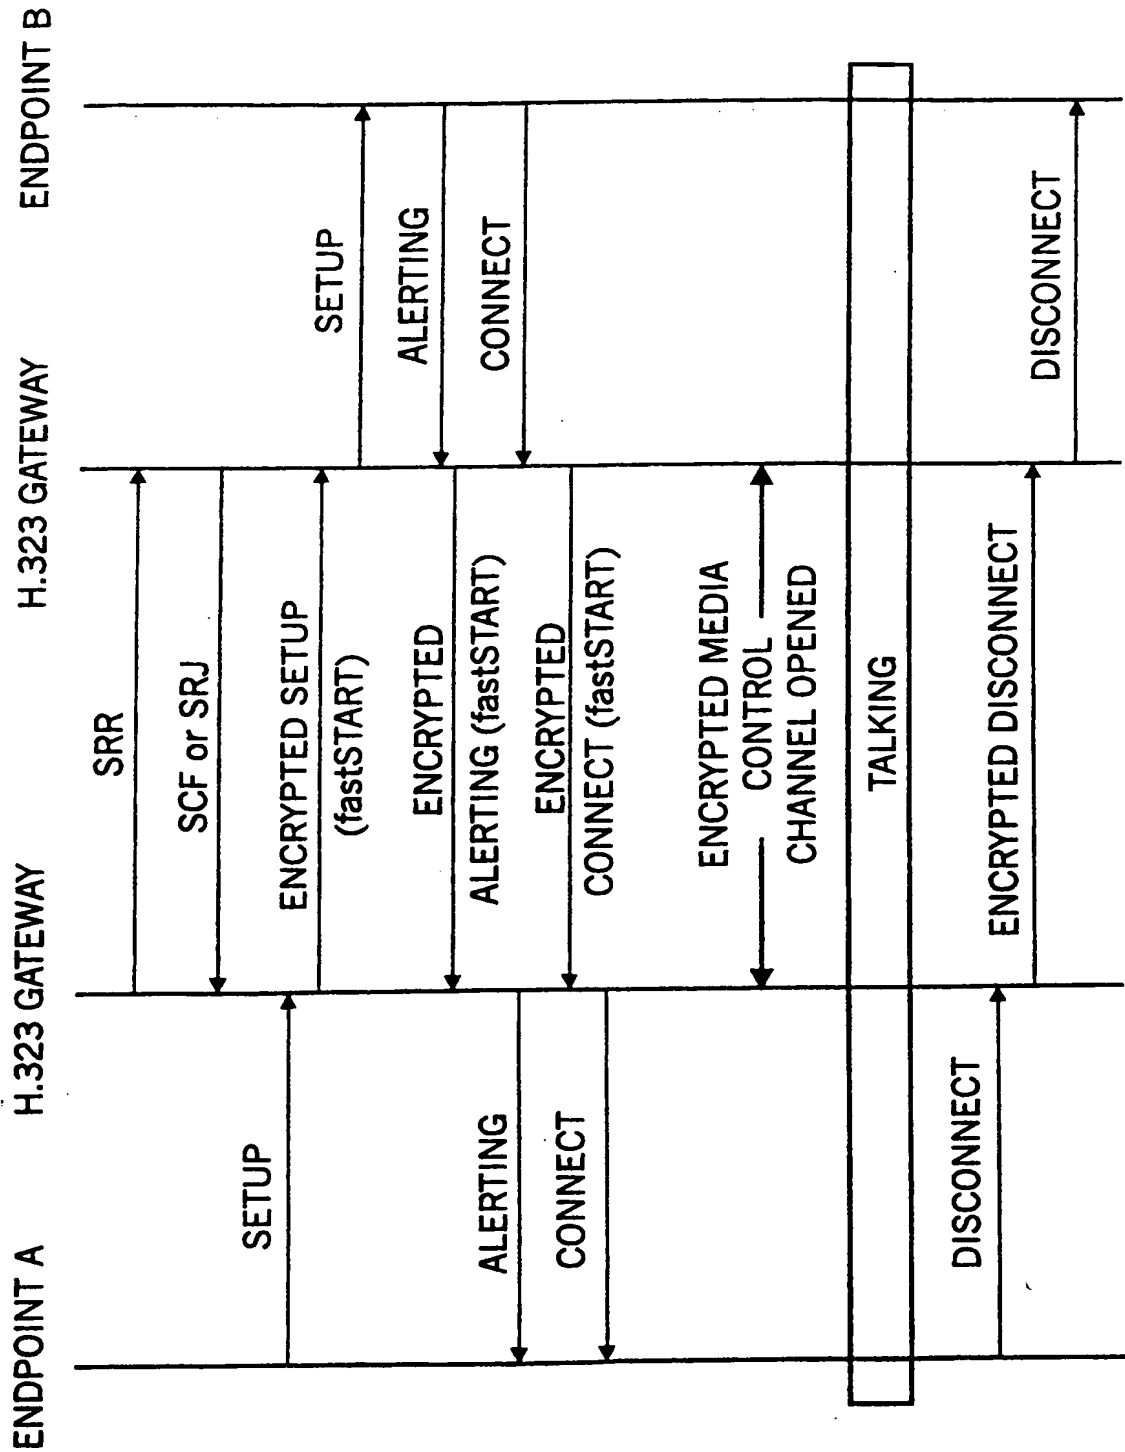 ENDPOINT A
H.323 GATEWAY
H.323 GATEWAY
ENDPOINT B
SRR
SCF or SRJ
SETUP
ENCRYPTED SETUP
(fastSTART)
SETUP
ALERTING
ENCRYPTED
ALERTING (fastSTART)
CONNECT
ALERTING
ENCRYPTED
CONNECT (fastSTART)
CONNECT
ENCRYPTED MEDIA
CONTROL
CHANNEL OPENED
TALKING
DISCONNECT
ENCRYPTED DISCONNECT
DISCONNECT